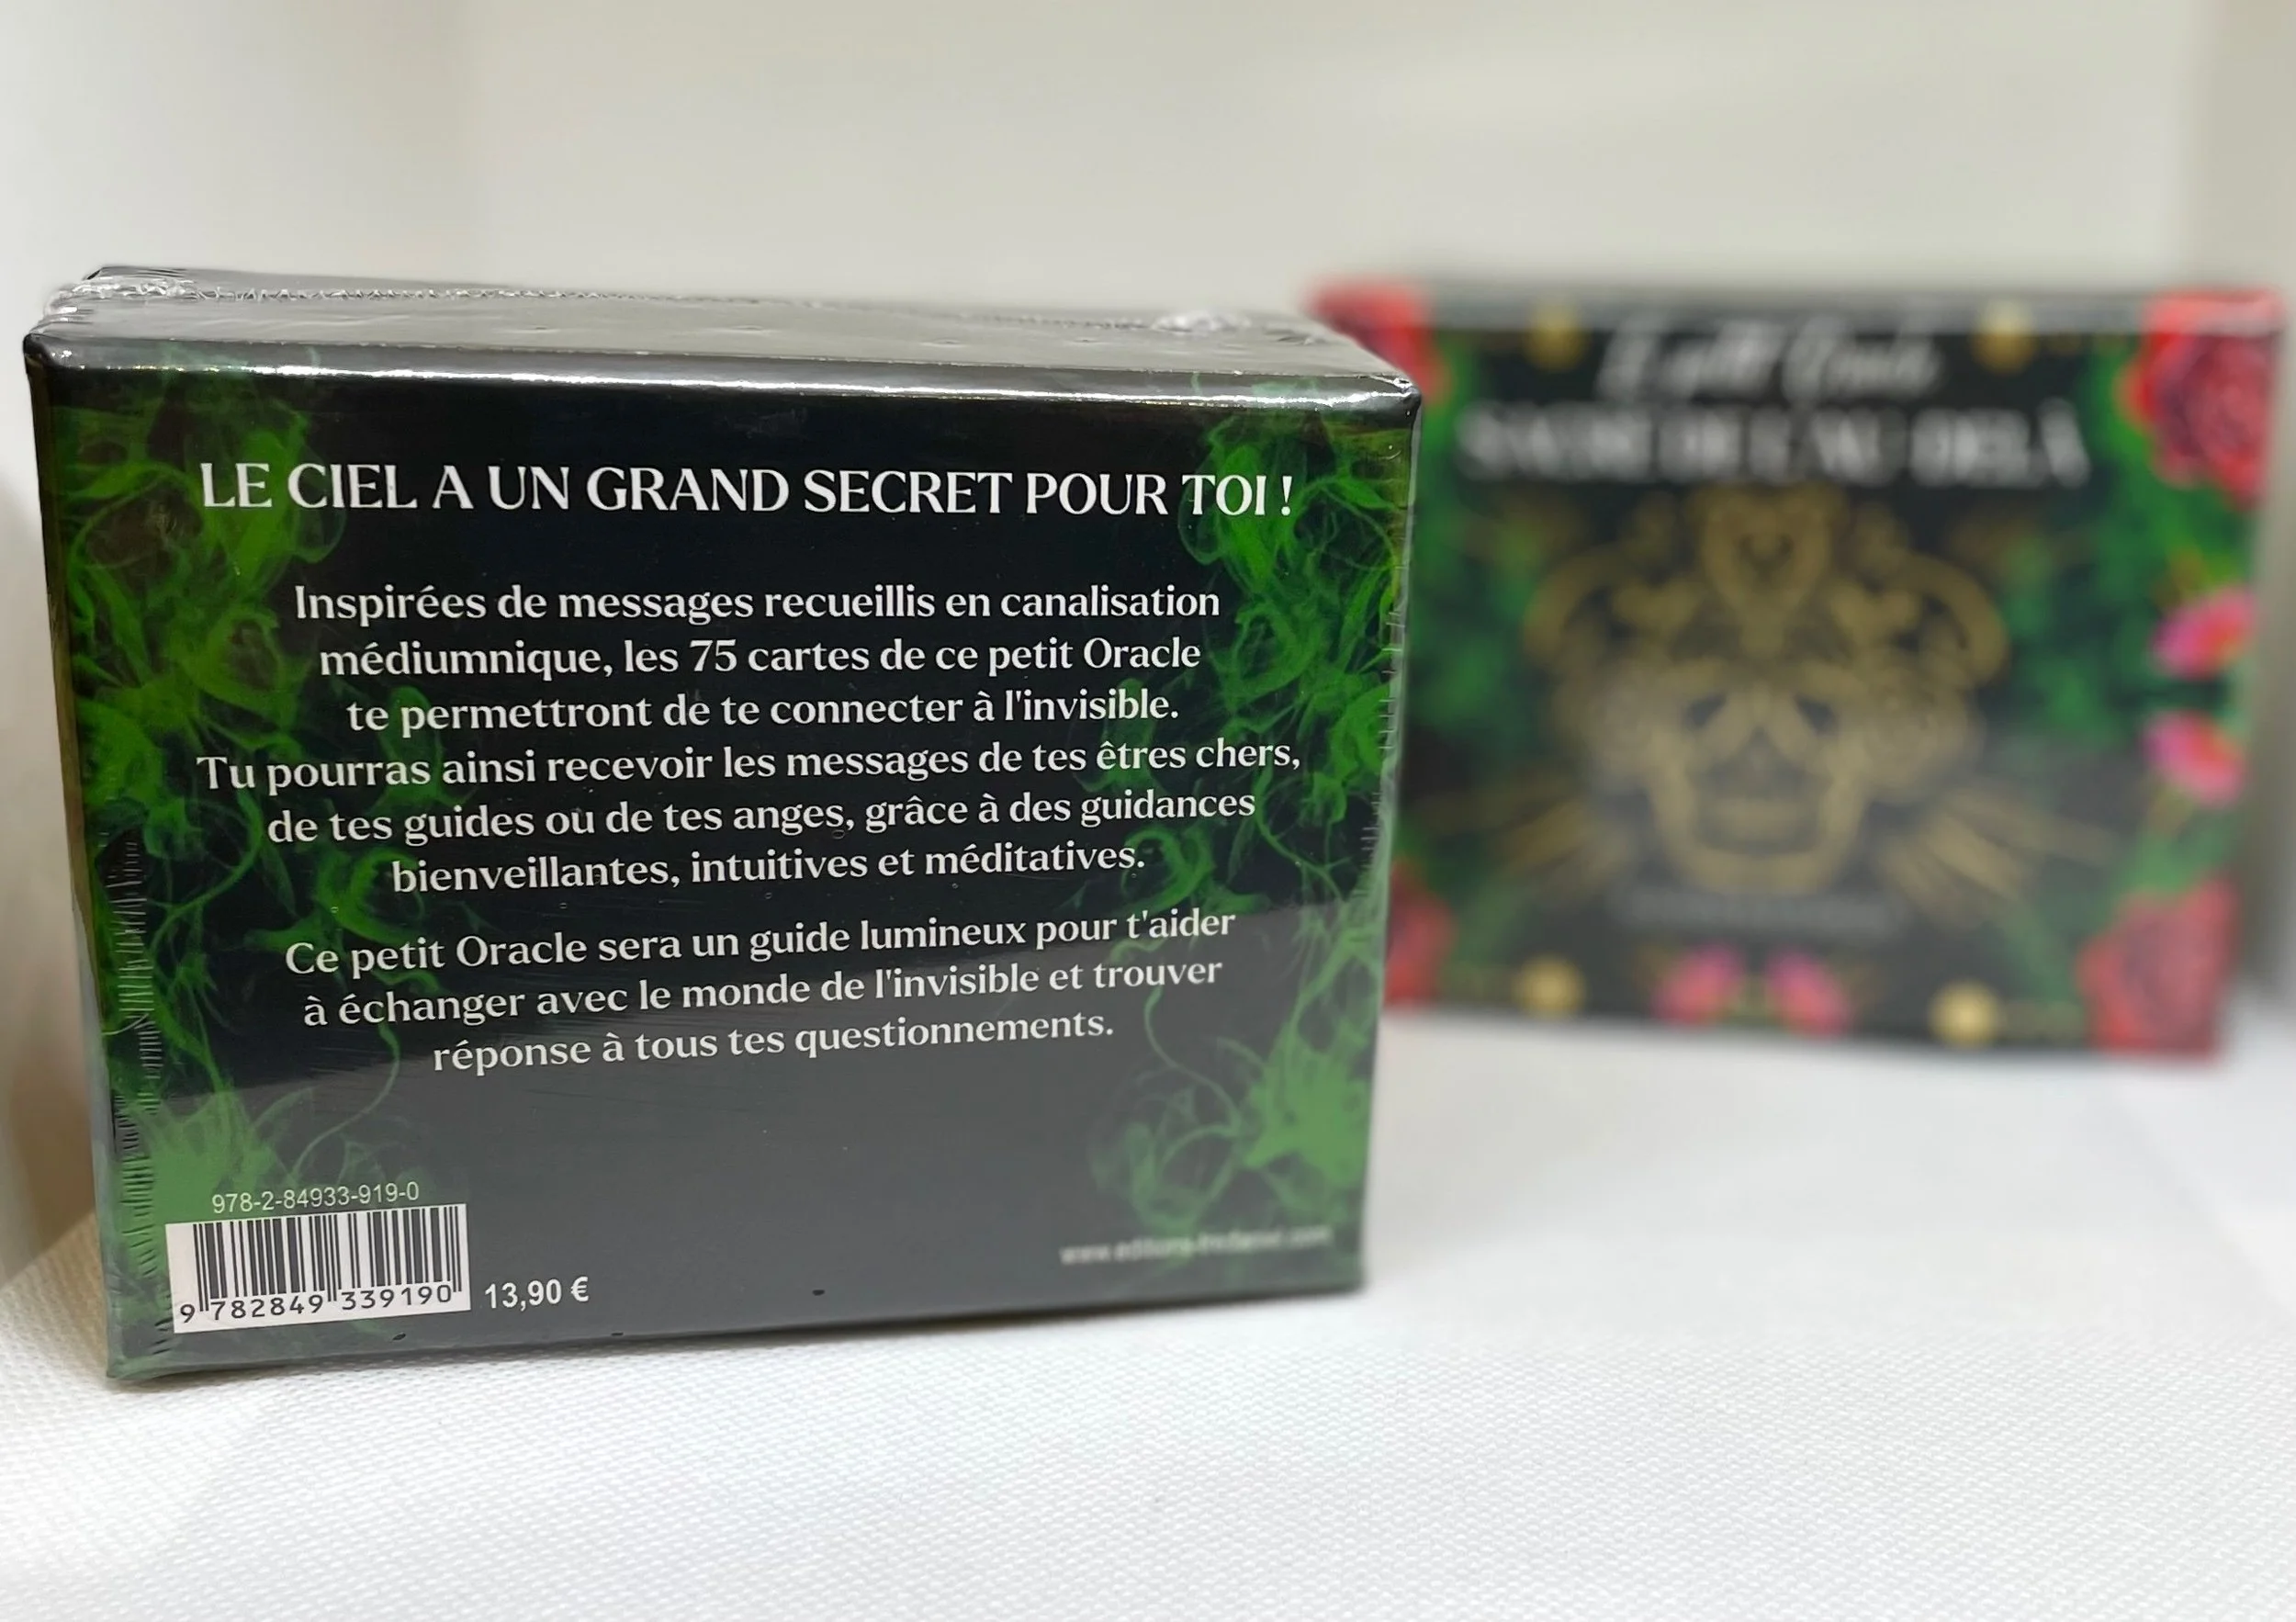 LE CIEL A UN GRAND SECRET POUR TOI !
Inspirées de messages recueillis en canalisation
médiumnique, les 75 cartes de ce petit Oracle
te permettront de te connecter à l'invisible.
Tu pourras ainsi recevoir les messages de tes êtres chers,
de tes guides ou de tes anges, grâce à des guidances
bienveillantes, intuitives et méditatives.
Ce petit Oracle sera un guide lumineux pour t'aider
à échanger avec le monde de l'invisible et trouver
réponse à tous tes questionnements.
978-2-84933-919-0
9 782849 339190
13,90 €
DE L'AU-DELÀ